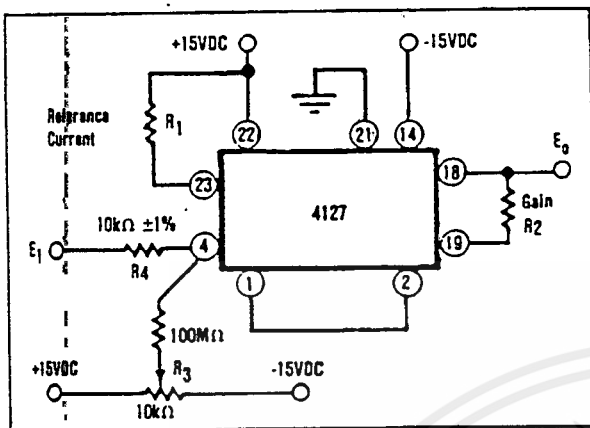 +15VDC
-15VDC
Reference
Current
R1
22
21
14
Eo
23
18
4127
Gain
R2
10kΩ ±1%
4
19
E1
R4
1
2
100MΩ
+15VDC
R3
-15VDC
10kΩ